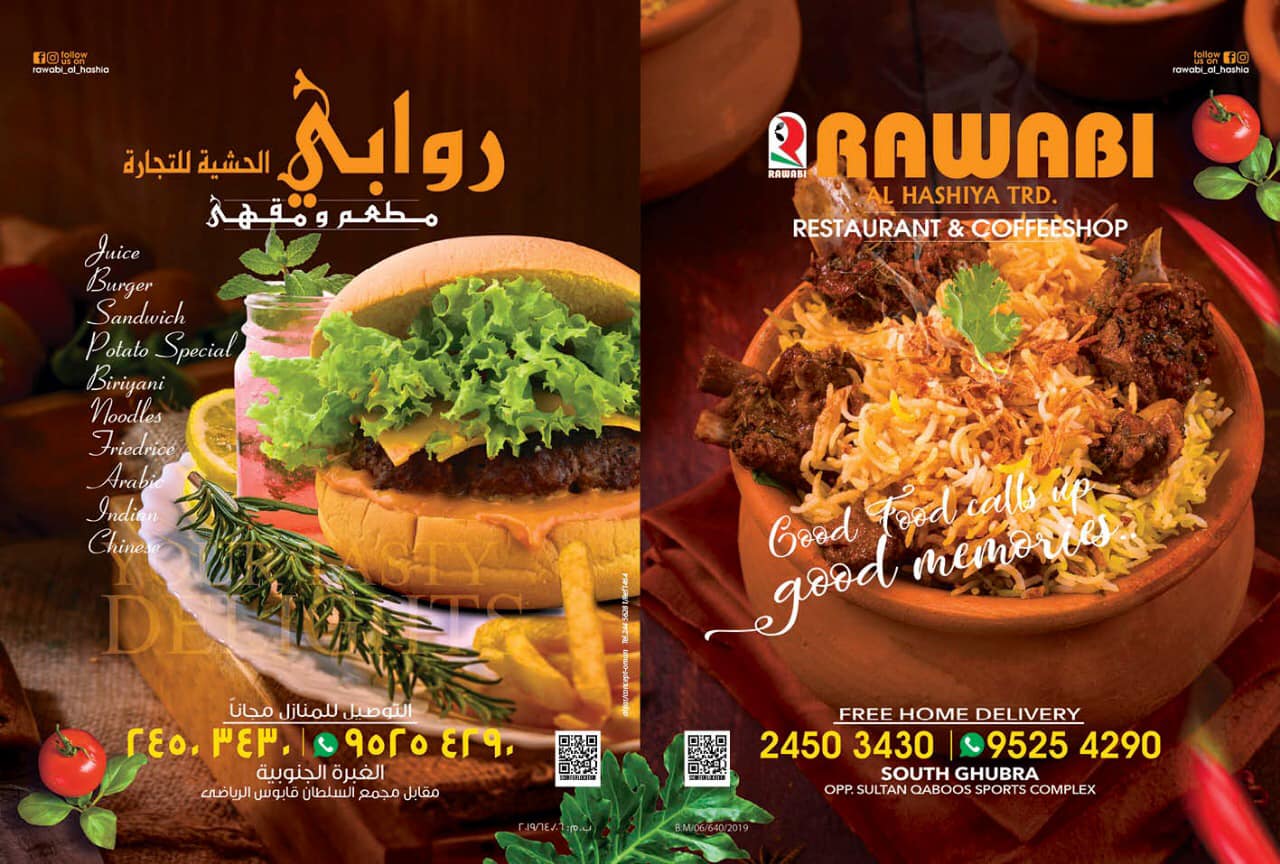 follow
us on
rawabi_al_hashia
روابي الحشية للتجارة
مطعم ومقهى
Juice
Burger
Sandwich
Potato Special
Biriyani
Noodles
Friedrice
Arabic
Indian
Chinese
YOUR TASTY
DELIGHTS
التوصيل للمنازل مجاناً
٢٤٥٠ ٣٤٣٠ | ٩٥٢٥ ٤٢٩٠
الغبرة الجنوبية
مقابل مجمع السلطان قابوس الرياضي
follow
us on
rawabi_al_hashia
RAWABI
RAWABI
AL HASHIYA TRD.
RESTAURANT & COFFEESHOP
Good Food calls up
good memories..
FREE HOME DELIVERY
2450 3430 | 9525 4290
SOUTH GHUBRA
OPP. SULTAN QABOOS SPORTS COMPLEX
B.M/06/640/2019